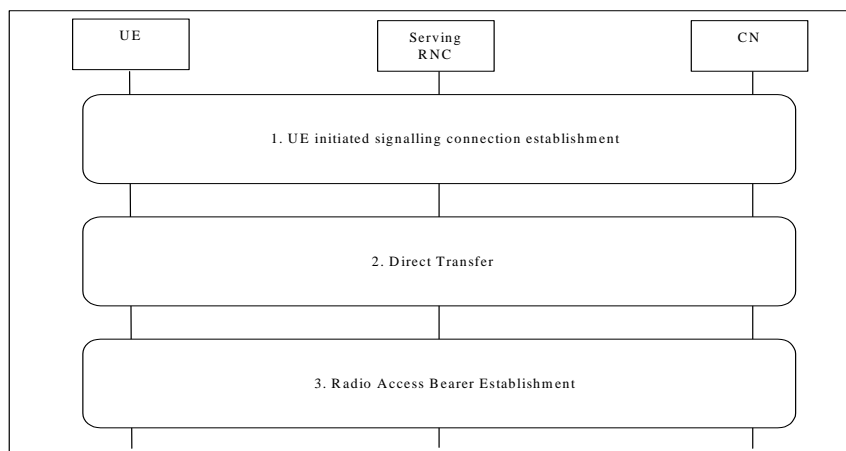 UE
Serving
RNC
CN
1. UE initiated signalling connection establishment
2. Direct Transfer
3. Radio Access Bearer Establishment